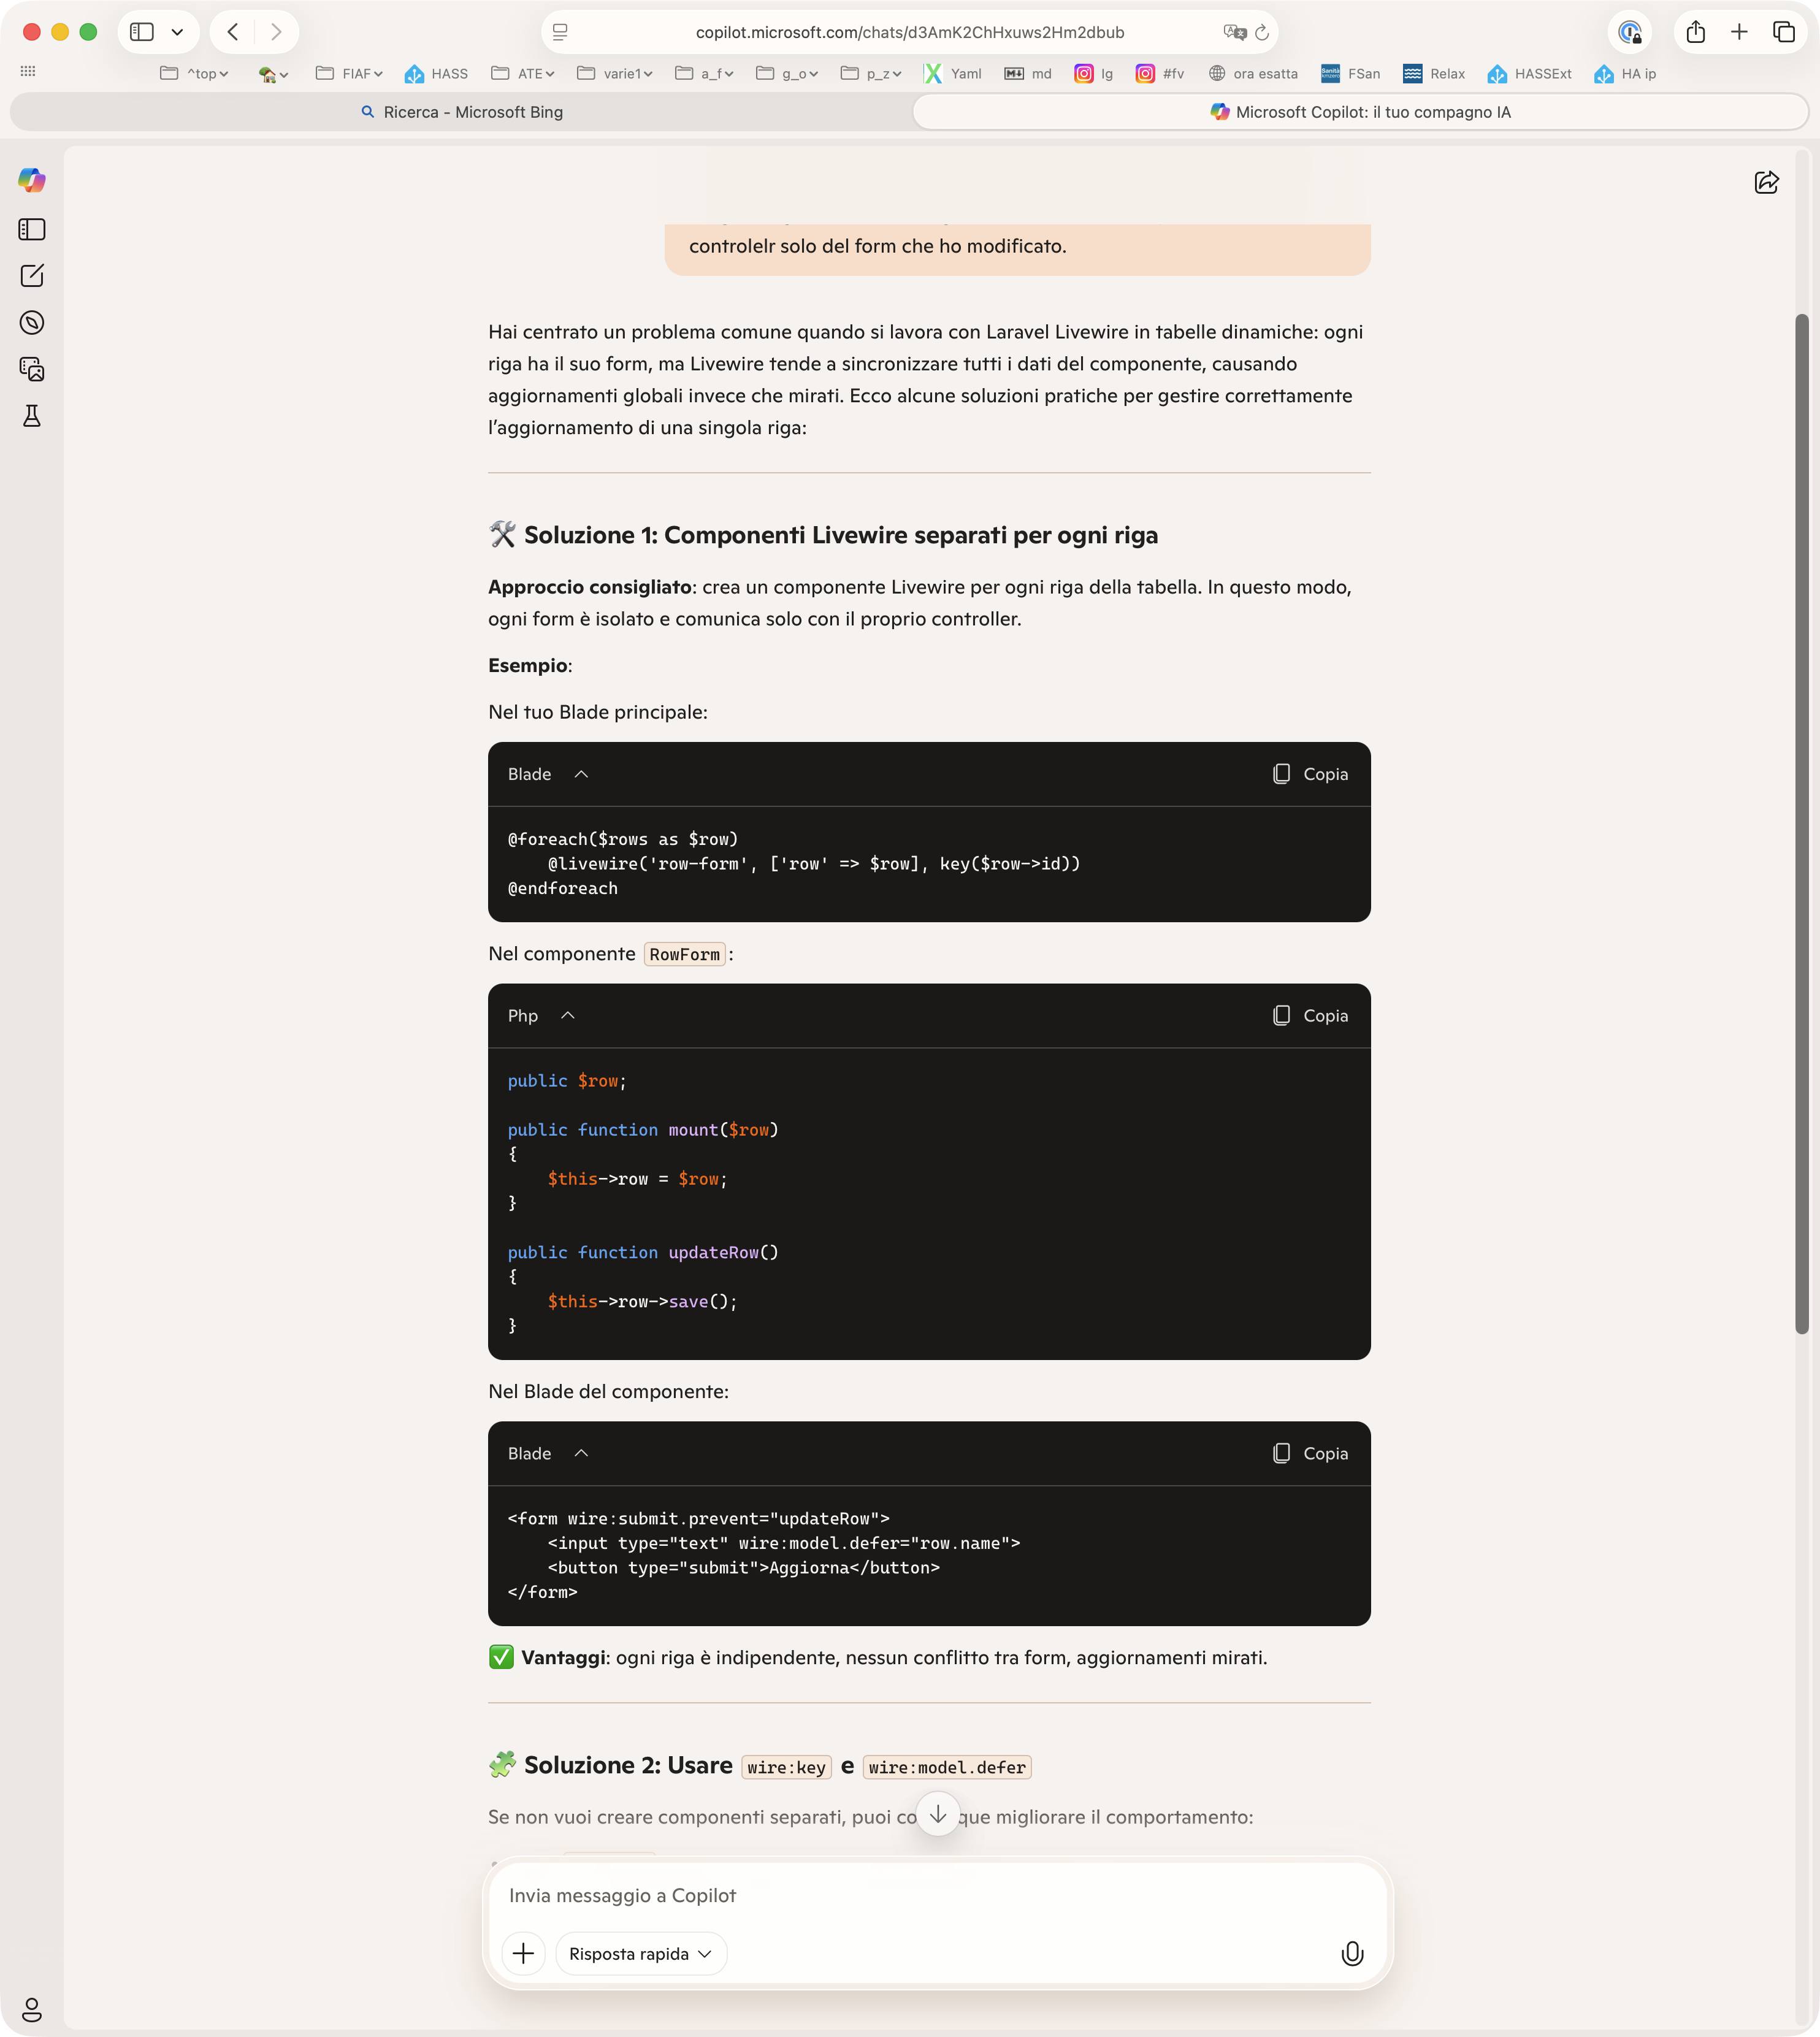 copilot.microsoft.com/chats/d3AmK2ChHxuws2Hm2dbub
^top
FIAF
HASS
ATE
varie1
a_f
g_o
p_z
Yaml
md
Ig
#fv
ora esatta
FSan
Relax
HASSExt
HA ip
Ricerca - Microsoft Bing
Microsoft Copilot: il tuo compagno IA
controlelr solo del form che ho modificato.
Hai centrato un problema comune quando si lavora con Laravel Livewire in tabelle dinamiche: ogni
riga ha il suo form, ma Livewire tende a sincronizzare tutti i dati del componente, causando
aggiornamenti globali invece che mirati. Ecco alcune soluzioni pratiche per gestire correttamente
l’aggiornamento di una singola riga:
🛠️ Soluzione 1: Componenti Livewire separati per ogni riga
Approccio consigliato: crea un componente Livewire per ogni riga della tabella. In questo modo,
ogni form è isolato e comunica solo con il proprio controller.
Esempio:
Nel tuo Blade principale:
Blade
Copia
@foreach($rows as $row)
    @livewire('row-form', ['row' => $row], key($row->id))
@endforeach
Nel componente RowForm:
Php
Copia
public $row;
public function mount($row)
{
    $this->row = $row;
}
public function updateRow()
{
    $this->row->save();
}
Nel Blade del componente:
Blade
Copia
<form wire:submit.prevent="updateRow">
    <input type="text" wire:model.defer="row.name">
    <button type="submit">Aggiorna</button>
</form>
✅ Vantaggi: ogni riga è indipendente, nessun conflitto tra form, aggiornamenti mirati.
🧩 Soluzione 2: Usare wire:key e wire:model.defer
Se non vuoi creare componenti separati, puoi co que migliorare il comportamento:
Invia messaggio a Copilot
Risposta rapida